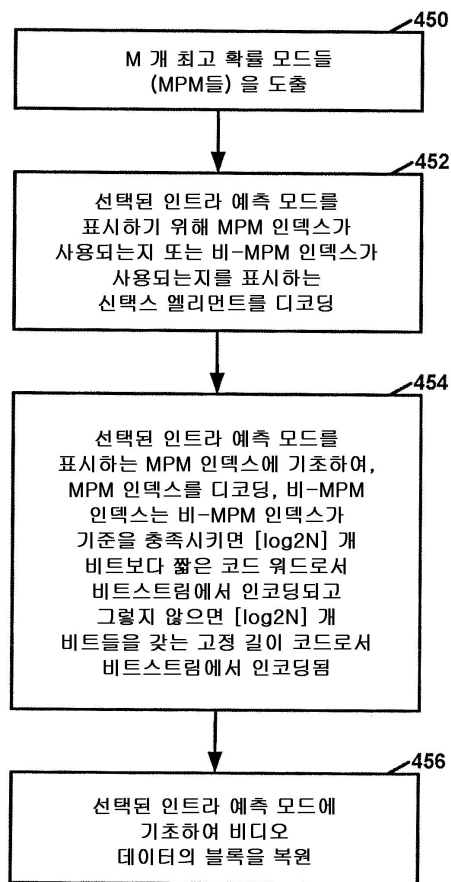 450
M 개 최고 확률 모드들
(MPM들) 을 도출
452
선택된 인트라 예측 모드를
표시하기 위해 MPM 인덱스가
사용되는지 또는 비-MPM 인덱스가
사용되는지를 표시하는
신택스 엘리먼트를 디코딩
454
선택된 인트라 예측 모드를
표시하는 MPM 인덱스에 기초하여,
MPM 인덱스를 디코딩, 비-MPM
인덱스는 비-MPM 인덱스가
기준을 충족시키면 [log2N] 개
비트보다 짧은 코드 워드로서
비트스트림에서 인코딩되고
그렇지 않으면 [log2N] 개
비트들을 갖는 고정 길이 코드로서
비트스트림에서 인코딩됨
456
선택된 인트라 예측 모드에
기초하여 비디오
데이터의 블록을 복원